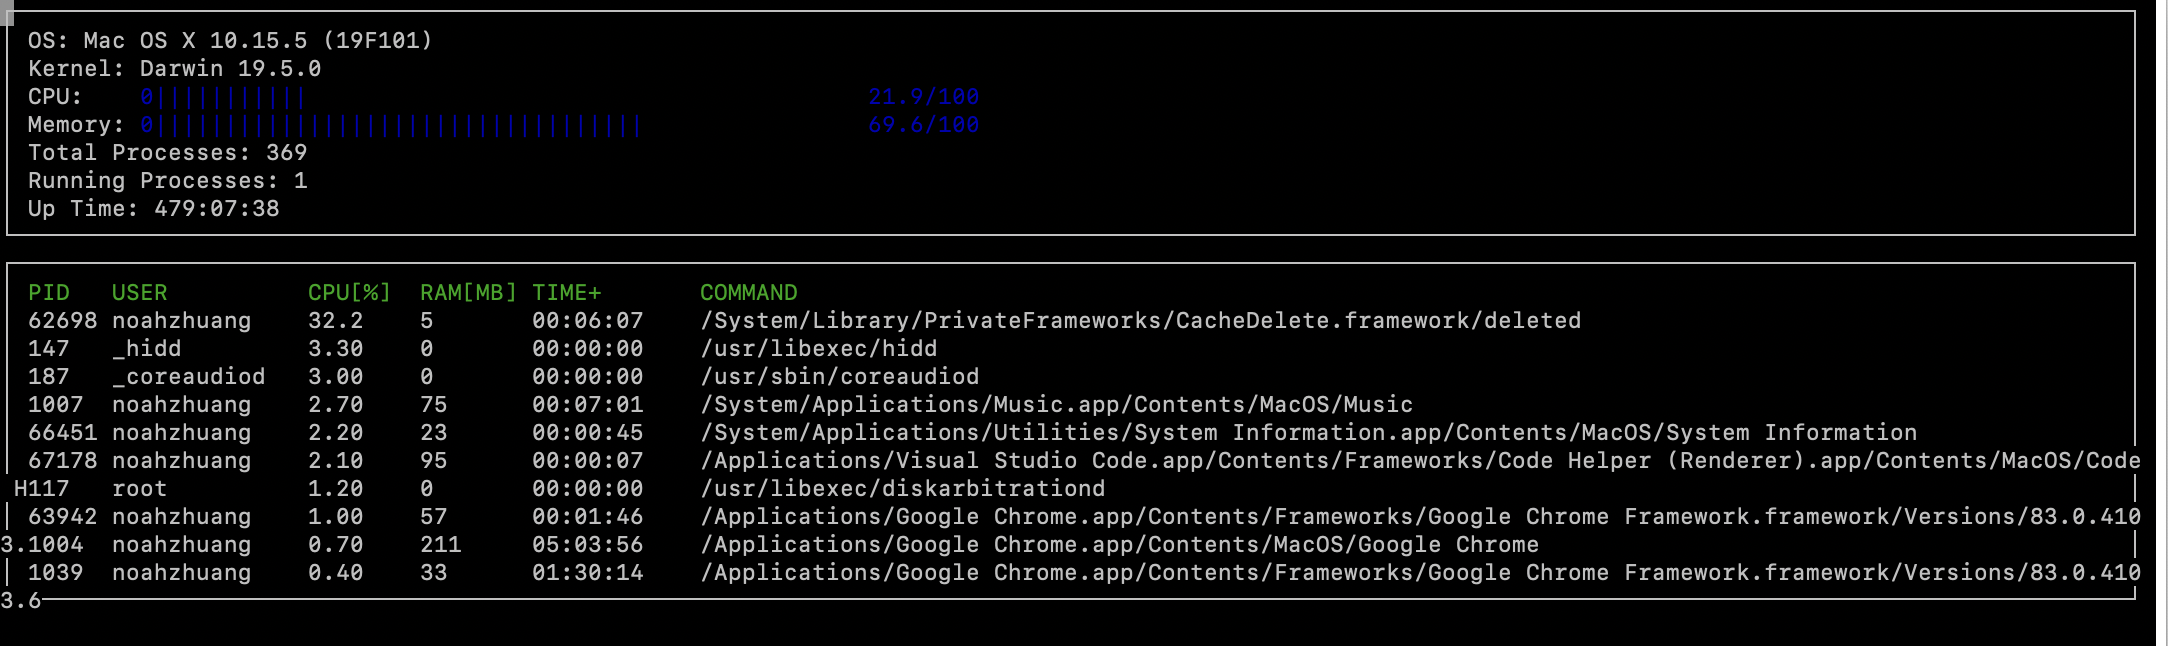 OS: Mac OS X 10.15.5 (19F101)
Kernel: Darwin 19.5.0
CPU: 0||||||||||| 21.9/100
Memory: 0||||||||||||||||||||||||||||||||||| 69.6/100
Total Processes: 369
Running Processes: 1
Up Time: 479:07:38
PID USER CPU[%] RAM[MB] TIME+ COMMAND
62698 noahzhuang 32.2 5 00:06:07 /System/Library/PrivateFrameworks/CacheDelete.framework/deleted
147 _hidd 3.30 0 00:00:00 /usr/libexec/hidd
187 _coreaudiod 3.00 0 00:00:00 /usr/sbin/coreaudiod
1007 noahzhuang 2.70 75 00:07:01 /System/Applications/Music.app/Contents/MacOS/Music
66451 noahzhuang 2.20 23 00:00:45 /System/Applications/Utilities/System Information.app/Contents/MacOS/System Information
67178 noahzhuang 2.10 95 00:00:07 /Applications/Visual Studio Code.app/Contents/Frameworks/Code Helper (Renderer).app/Contents/MacOS/Code
H117 root 1.20 0 00:00:00 /usr/libexec/diskarbitrationd
63942 noahzhuang 1.00 57 00:01:46 /Applications/Google Chrome.app/Contents/Frameworks/Google Chrome Framework.framework/Versions/83.0.410
3.1004 noahzhuang 0.70 211 05:03:56 /Applications/Google Chrome.app/Contents/MacOS/Google Chrome
1039 noahzhuang 0.40 33 01:30:14 /Applications/Google Chrome.app/Contents/Frameworks/Google Chrome Framework.framework/Versions/83.0.410
3.6